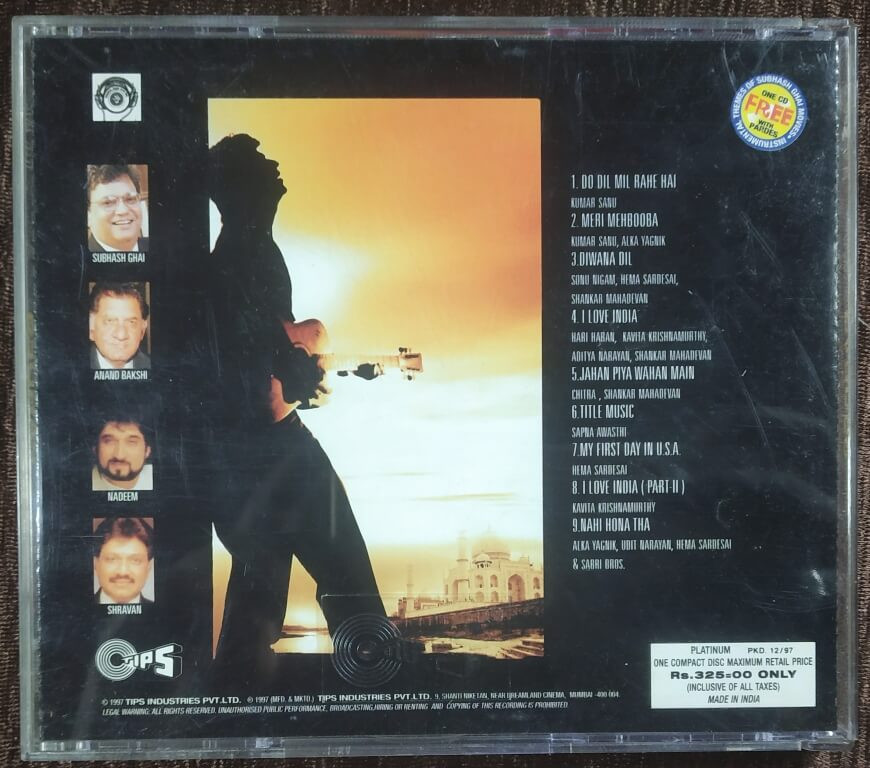 INSTRUMENTAL THEMES OF SUBHASH GHAI MOVIES
ONE CD
FREE
WITH
PARDES
SUBHASH GHAI
ANAND BAKSHI
NADEEM
SHRAVAN
1. DO DIL MIL RAHE HAI
KUMAR SANU
2. MERI MEHBOOBA
KUMAR SANU, ALKA YAGNIK
3.DIWANA DIL
SONU NIGAM, HEMA SARDESAI,
SHANKAR MAHADEVAN
4. I LOVE INDIA
HARI HARAN, KAVITA KRISHNAMURTHY,
ADITYA NARAYAN, SHANKAR MAHADEVAN
5.JAHAN PIYA WAHAN MAIN
CHITRA , SHANKAR MAHADEVAN
6.TITLE MUSIC
SAPNA AWASTHI
7.MY FIRST DAY IN U.S.A.
HEMA SARDESAI
8. I LOVE INDIA ( PART-II )
KAVITA KRISHNAMURTHY
9.NAHI HONA THA
ALKA YAGNIK, UDIT NARAYAN, HEMA SARDESAI
& SABRI BROS.
TIPS
PLATINUM PKD. 12/97
ONE COMPACT DISC MAXIMUM RETAIL PRICE
Rs.325=00 ONLY
(INCLUSIVE OF ALL TAXES)
MADE IN INDIA
© 1997 TIPS INDUSTRIES PVT.LTD. ℗ 1997 (MFD. & MKTD.) TIPS INDUSTRIES PVT.LTD. 9, SHANTI NIKETAN, NEAR DREAMLAND CINEMA, MUMBAI -400 004.
LEGAL WARNING: ALL RIGHTS RESERVED. UNAUTHORISED PUBLIC PERFORMANCE, BROADCASTING,HIRING OR RENTING AND COPYING OF THIS RECORDING IS PROHIBITED